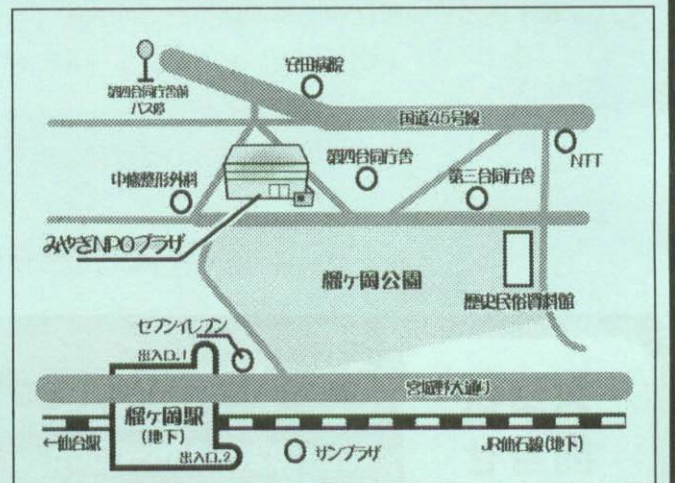 安田病院
第四合同庁舎前
バス停
国道45号線
NTT
第四合同庁舎
第三合同庁舎
中條整形外科
みやぎNPOプラザ
榴ヶ岡公園
歴史民俗資料館
セブンイレブン
出入口.1
宮城野大通り
榴ヶ岡駅
(地下)
←仙台駅
出入口.2
サンプラザ
JR仙石線(地下)